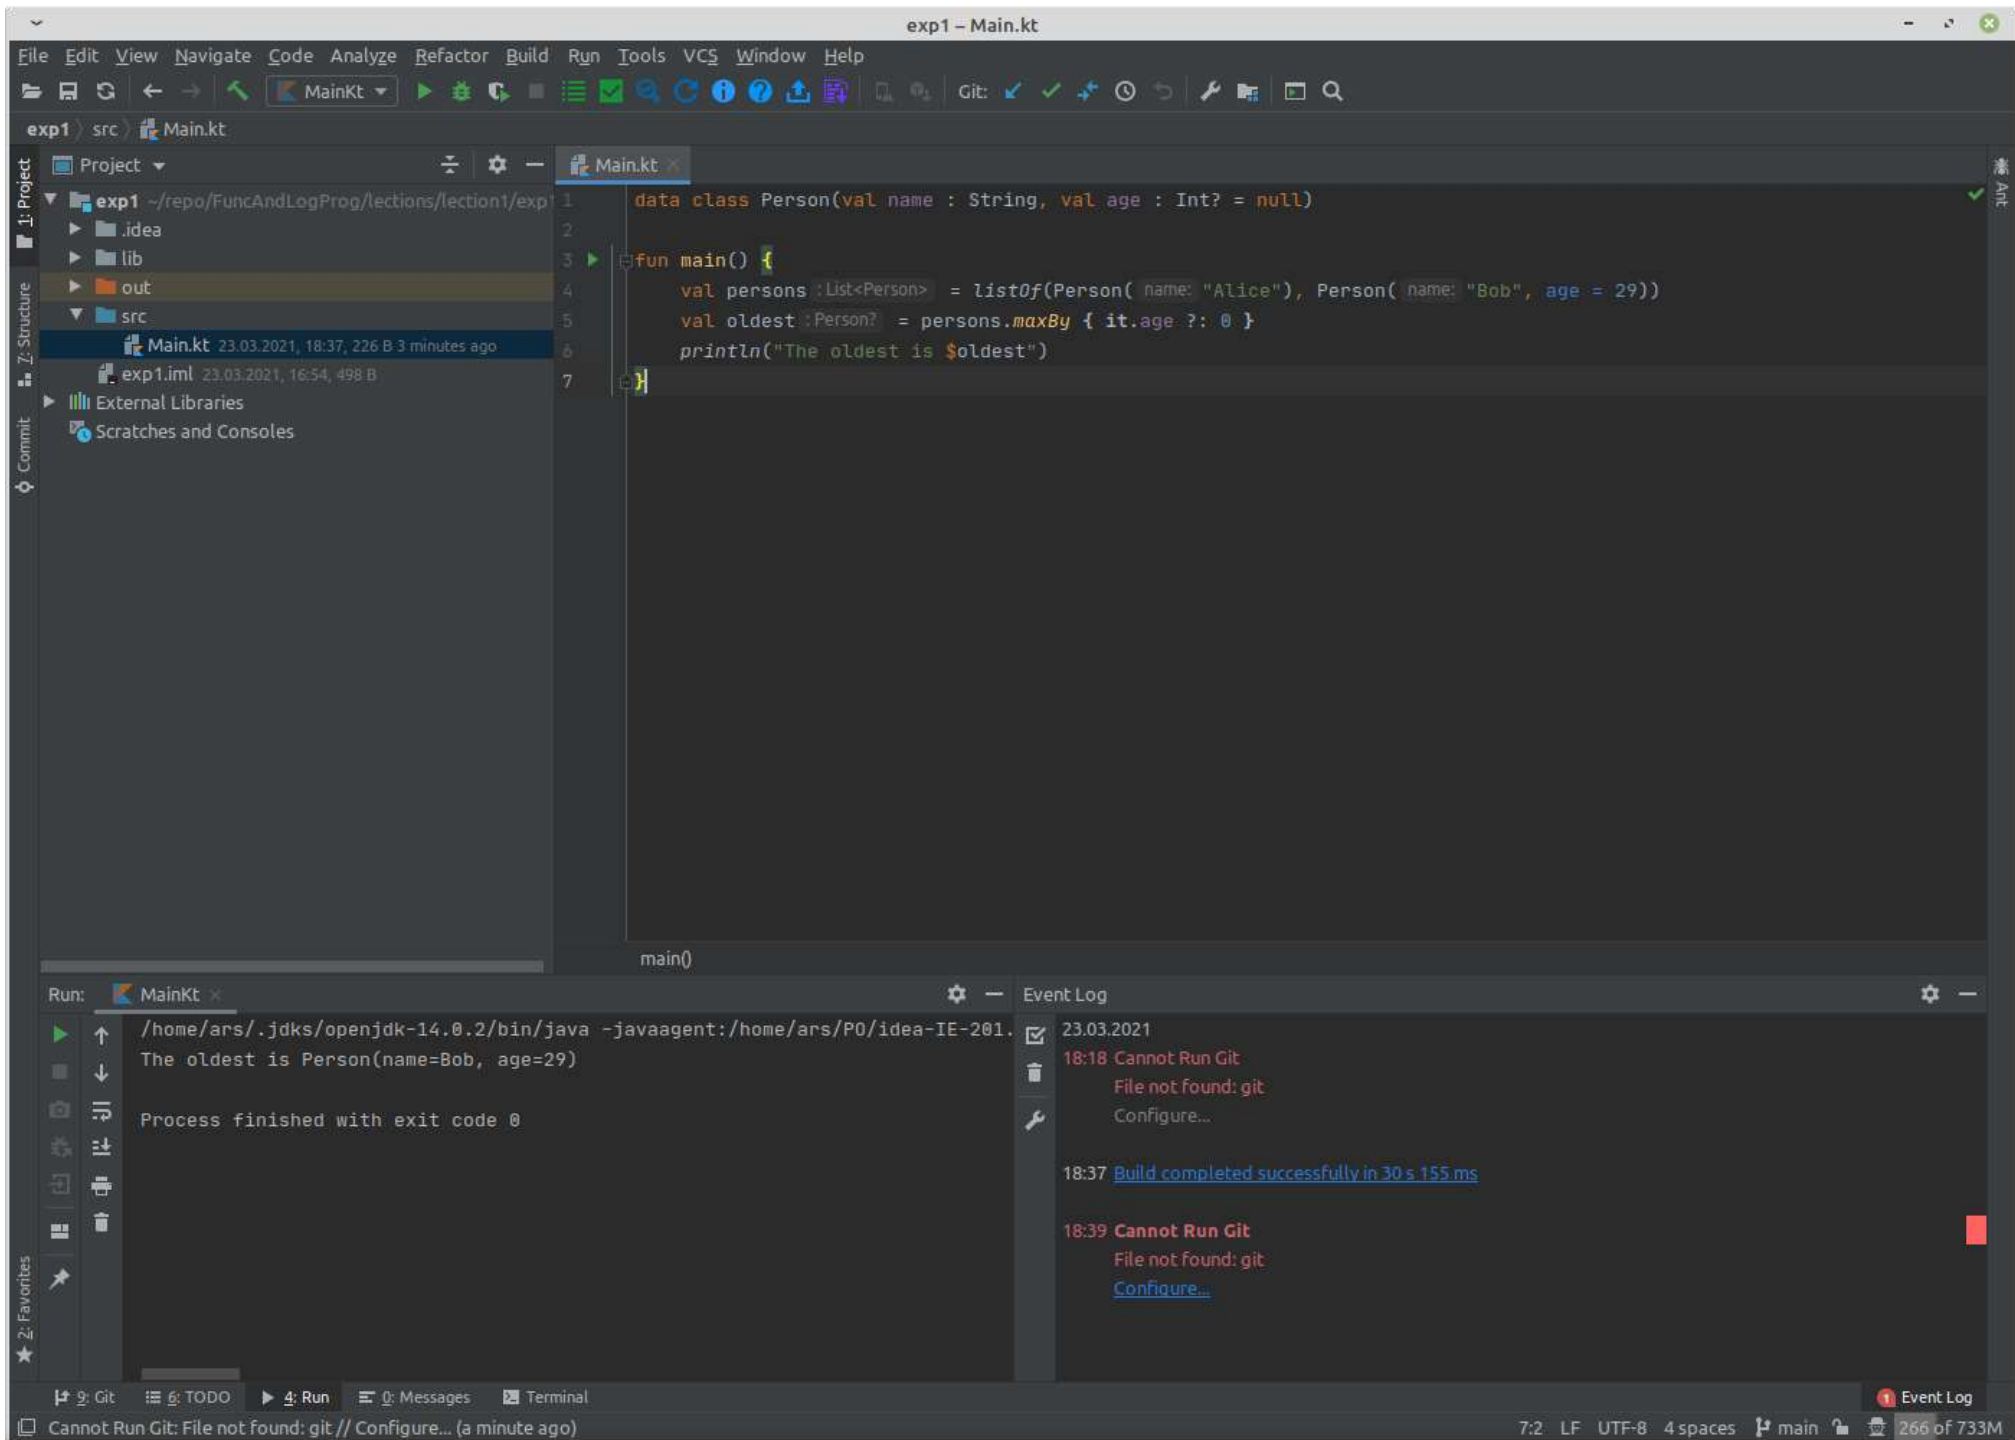 exp1 – Main.kt
File Edit View Navigate Code Analyze Refactor Build Run Tools VCS Window Help
MainKt Git:
exp1 src Main.kt
1: Project
7: Structure
Commit
2: Favorites
Project
exp1 ~/repo/FuncAndLogProg/lections/lection1/exp1
.idea
lib
out
src
Main.kt 23.03.2021, 18:37, 226 B 3 minutes ago
exp1.iml 23.03.2021, 16:54, 498 B
External Libraries
Scratches and Consoles
Main.kt
Ant
1 data class Person(val name : String, val age : Int? = null)
2
3 fun main() {
4 val persons : List<Person> = listOf(Person( name: "Alice"), Person( name: "Bob", age = 29))
5 val oldest : Person? = persons.maxBy { it.age ?: 0 }
6 println("The oldest is $oldest")
7 }
main()
Run: MainKt
/home/ars/.jdks/openjdk-14.0.2/bin/java -javaagent:/home/ars/PO/idea-IE-201.
The oldest is Person(name=Bob, age=29)
Process finished with exit code 0
Event Log
23.03.2021
18:18 Cannot Run Git
File not found: git
Configure...
18:37 Build completed successfully in 30 s 155 ms
18:39 Cannot Run Git
File not found: git
Configure...
9: Git 6: TODO 4: Run 0: Messages Terminal 1 Event Log
Cannot Run Git: File not found: git // Configure... (a minute ago) 7:2 LF UTF-8 4 spaces main 266 of 733M